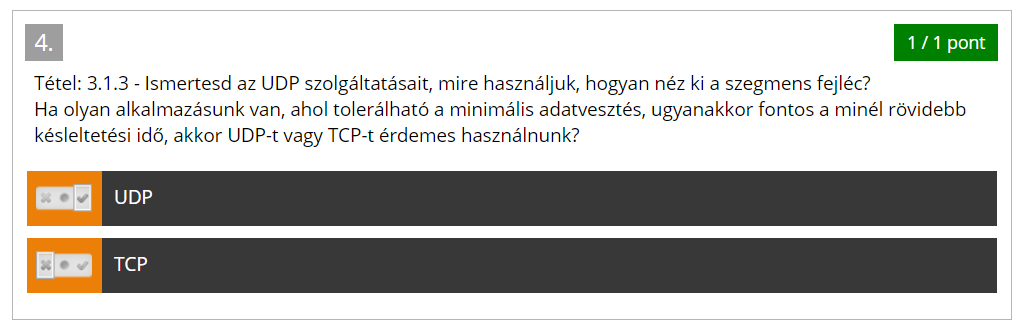 4.
1 / 1 pont
Tétel: 3.1.3 - Ismertesd az UDP szolgáltatásait, mire használjuk, hogyan néz ki a szegmens fejléc?
Ha olyan alkalmazásunk van, ahol tolerálható a minimális adatvesztés, ugyanakkor fontos a minél rövidebb
késleltetési idő, akkor UDP-t vagy TCP-t érdemes használnunk?
UDP
TCP